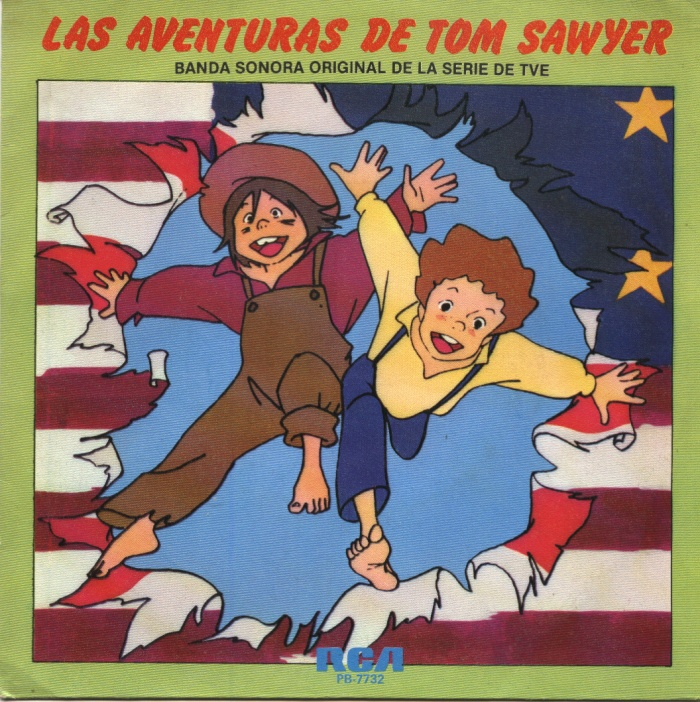 LAS AVENTURAS DE TOM SAWYER
BANDA SONORA ORIGINAL DE LA SERIE DE TVE
RCA
PB-7732